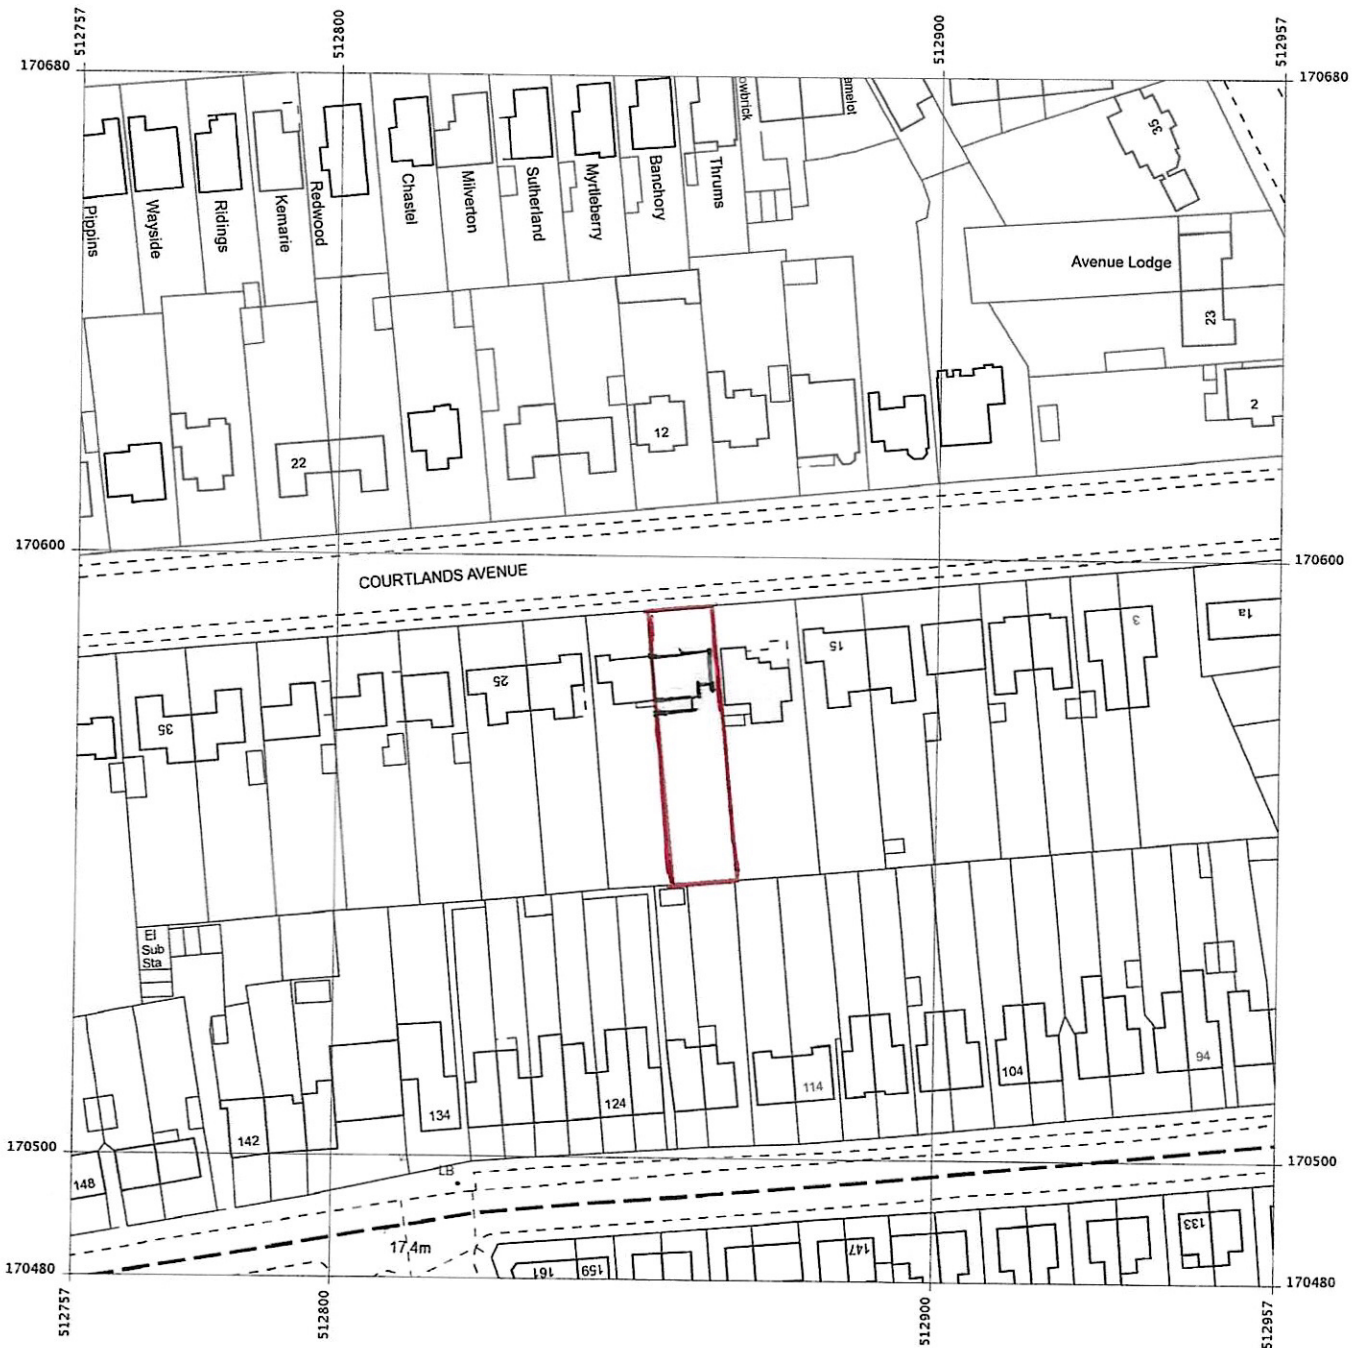 512757
512800
512900
512957
170680
170680
owbrick
amelot
35
Pippins
Wayside
Ridings
Kemarie
Redwood
Chastel
Milverton
Sutherland
Myrtleberry
Banchory
Thrums
Avenue Lodge
23
2
12
22
170600
170600
COURTLANDS AVENUE
1a
3
15
25
35
El
Sub
Sta
94
104
114
124
134
142
148
170500
170500
LB
17.4m
133
147
159
161
170480
170480
512757
512800
512900
512957